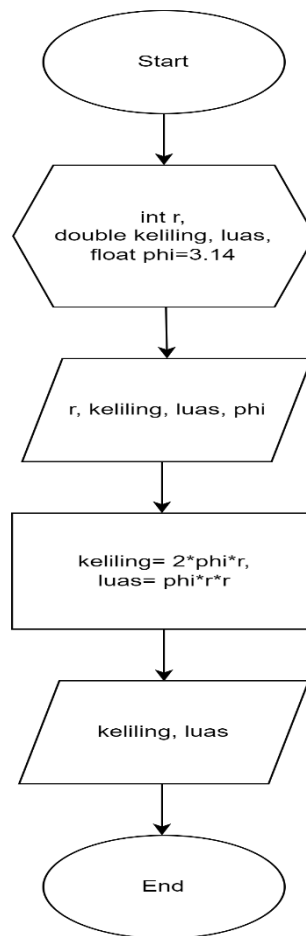 Start
int r,
double keliling, luas,
float phi=3.14
r, keliling, luas, phi
keliling= 2*phi*r,
luas= phi*r*r
keliling, luas
End